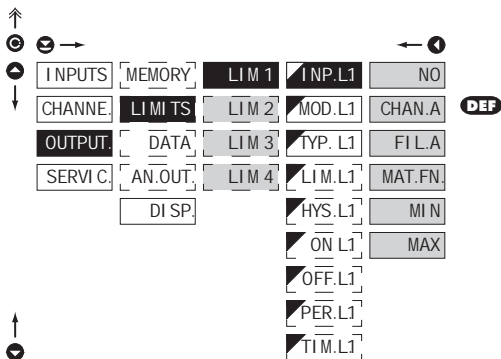 INPUTS MEMORY LIM 1 INP.L1 NO
CHANNE. LIMITS LIM 2 MOD.L1 CHAN.A DEF
OUTPUT. DATA LIM 3 TYP. L1 FIL.A
SERVIC. AN.OUT. LIM 4 LIM.L1 MAT.FN.
DISP. HYS.L1 MIN
ON L1 MAX
OFF.L1
PER.L1
TIM.L1